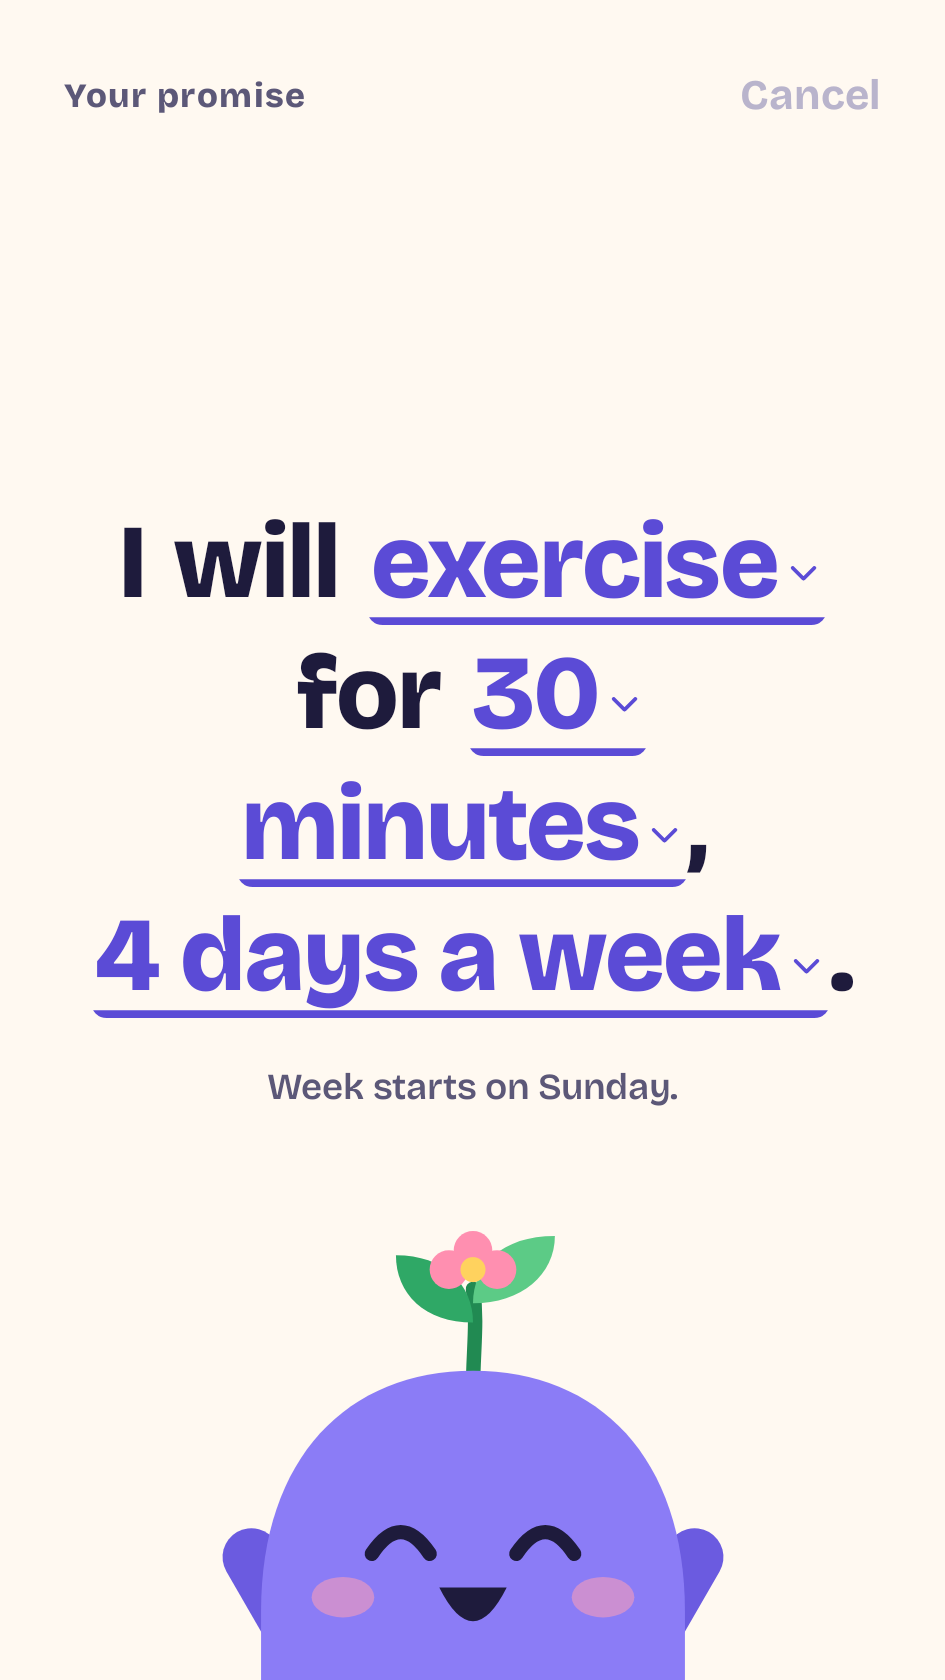 Your promise
Cancel
I will exercise
for 30
minutes,
4 days a week.
Week starts on Sunday.